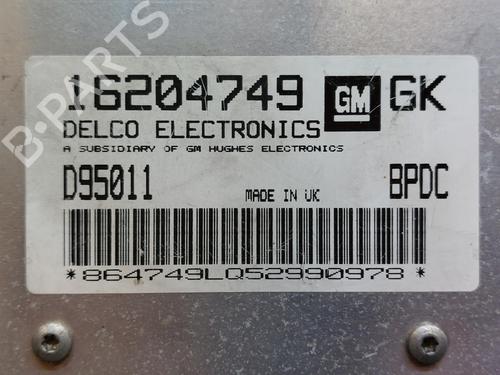 16204749 GM GK
DELCO ELECTRONICS
A SUBSIDIARY OF GM HUGHES ELECTRONICS
D95011 MADE IN UK BPDC
*864749LQ52990978*
B-PARTS